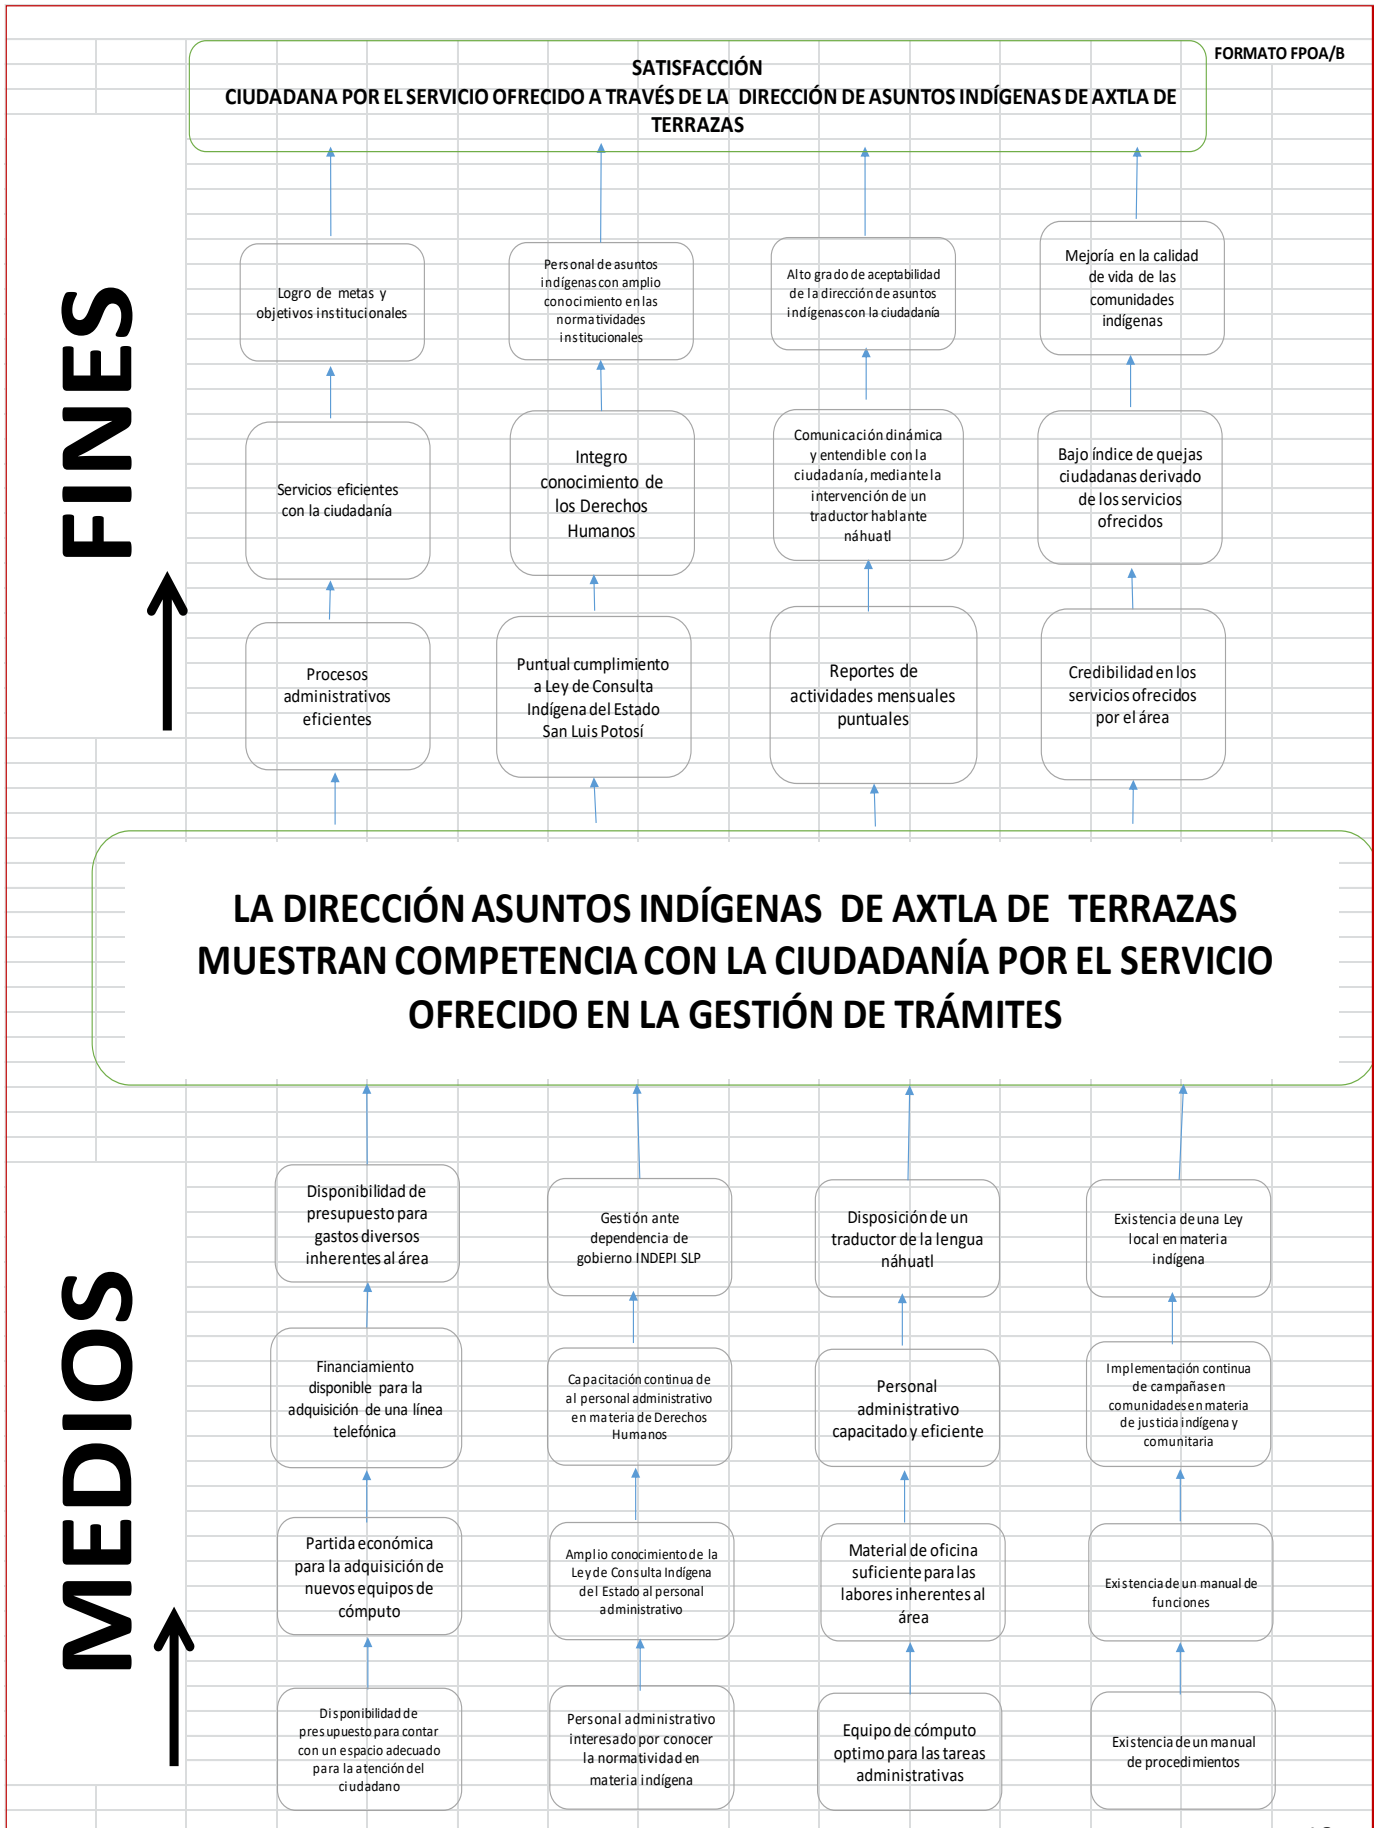 FORMATO FPOA/B
SATISFACCIÓN
CIUDADANA POR EL SERVICIO OFRECIDO A TRAVÉS DE LA DIRECCIÓN DE ASUNTOS INDÍGENAS DE AXTLA DE
TERRAZAS
FINES
Logro de metas y
objetivos institucionales
Personal de asuntos
indígenas con amplio
conocimiento en las
normatividades
institucionales
Alto grado de aceptabilidad
de la dirección de asuntos
indígenas con la ciudadanía
Mejoría en la calidad
de vida de las
comunidades
indígenas
Servicios eficientes
con la ciudadanía
Integro
conocimiento de
los Derechos
Humanos
Comunicación dinámica
y entendible con la
ciudadanía, mediante la
intervención de un
traductor hablante
náhuatl
Bajo índice de quejas
ciudadanas derivado
de los servicios
ofrecidos
Procesos
administrativos
eficientes
Puntual cumplimiento
a Ley de Consulta
Indígena del Estado
San Luis Potosí
Reportes de
actividades mensuales
puntuales
Credibilidad en los
servicios ofrecidos
por el área
LA DIRECCIÓN ASUNTOS INDÍGENAS DE AXTLA DE TERRAZAS
MUESTRAN COMPETENCIA CON LA CIUDADANÍA POR EL SERVICIO
OFRECIDO EN LA GESTIÓN DE TRÁMITES
MEDIOS
Disponibilidad de
presupuesto para
gastos diversos
inherentes al área
Gestión ante
dependencia de
gobierno INDEPI SLP
Disposición de un
traductor de la lengua
náhuatl
Existencia de una Ley
local en materia
indígena
Financiamiento
disponible para la
adquisición de una línea
telefónica
Capacitación continua de
al personal administrativo
en materia de Derechos
Humanos
Personal
administrativo
capacitado y eficiente
Implementación continua
de campañas en
comunidades en materia
de justicia indígena y
comunitaria
Partida económica
para la adquisición de
nuevos equipos de
cómputo
Amplio conocimiento de la
Ley de Consulta Indígena
del Estado al personal
administrativo
Material de oficina
suficiente para las
labores inherentes al
área
Existencia de un manual de
funciones
Disponibilidad de
presupuesto para contar
con un espacio adecuado
para la atención del
ciudadano
Personal administrativo
interesado por conocer
la normatividad en
materia indígena
Equipo de cómputo
optimo para las tareas
administrativas
Existencia de un manual
de procedimientos